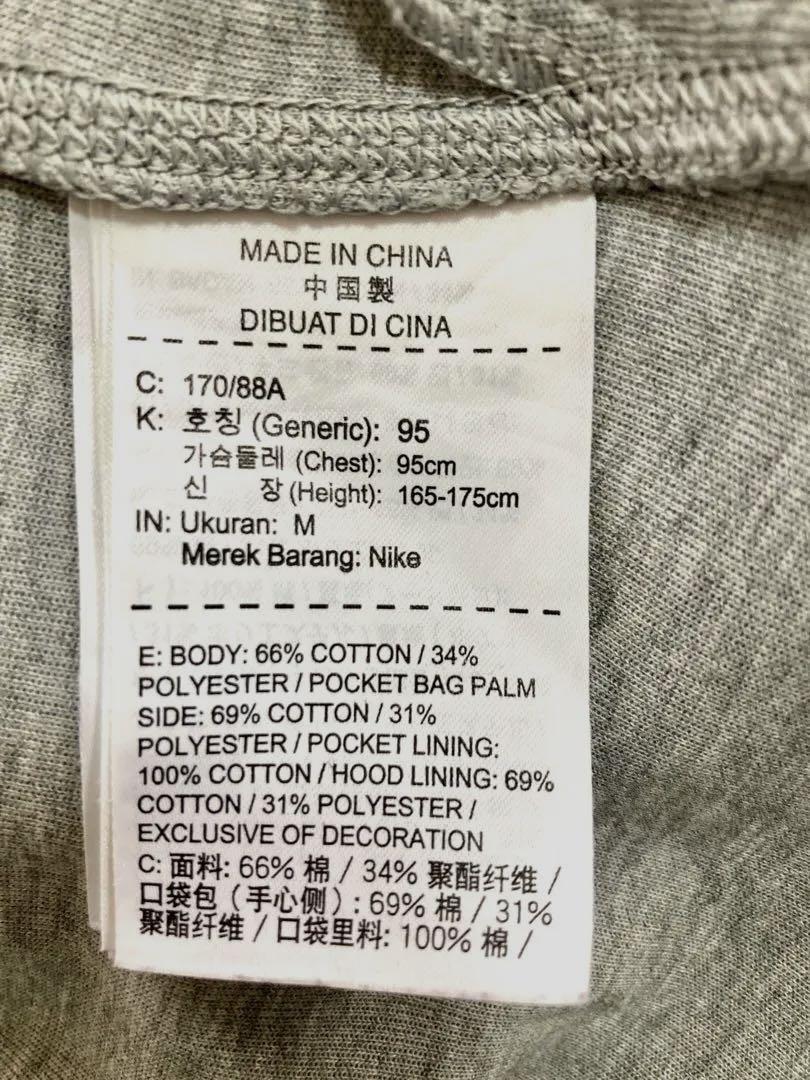 MADE IN CHINA
中国製
DIBUAT DI CINA
C: 170/88A
K: 호칭 (Generic): 95
가슴둘레 (Chest): 95cm
신 장 (Height): 165-175cm
IN: Ukuran: M
Merek Barang: Nike
E: BODY: 66% COTTON / 34%
POLYESTER / POCKET BAG PALM
SIDE: 69% COTTON / 31%
POLYESTER / POCKET LINING:
100% COTTON / HOOD LINING: 69%
COTTON / 31% POLYESTER /
EXCLUSIVE OF DECORATION
C: 面料: 66% 棉 / 34% 聚酯纤维 /
口袋包 (手心侧) : 69% 棉 / 31%
聚酯纤维 / 口袋里料: 100% 棉 /